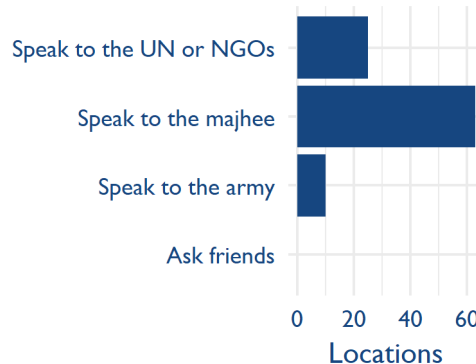 Speak to the UN or NGOs
Speak to the majhee
Speak to the army
Ask friends
0 20 40 60
Locations